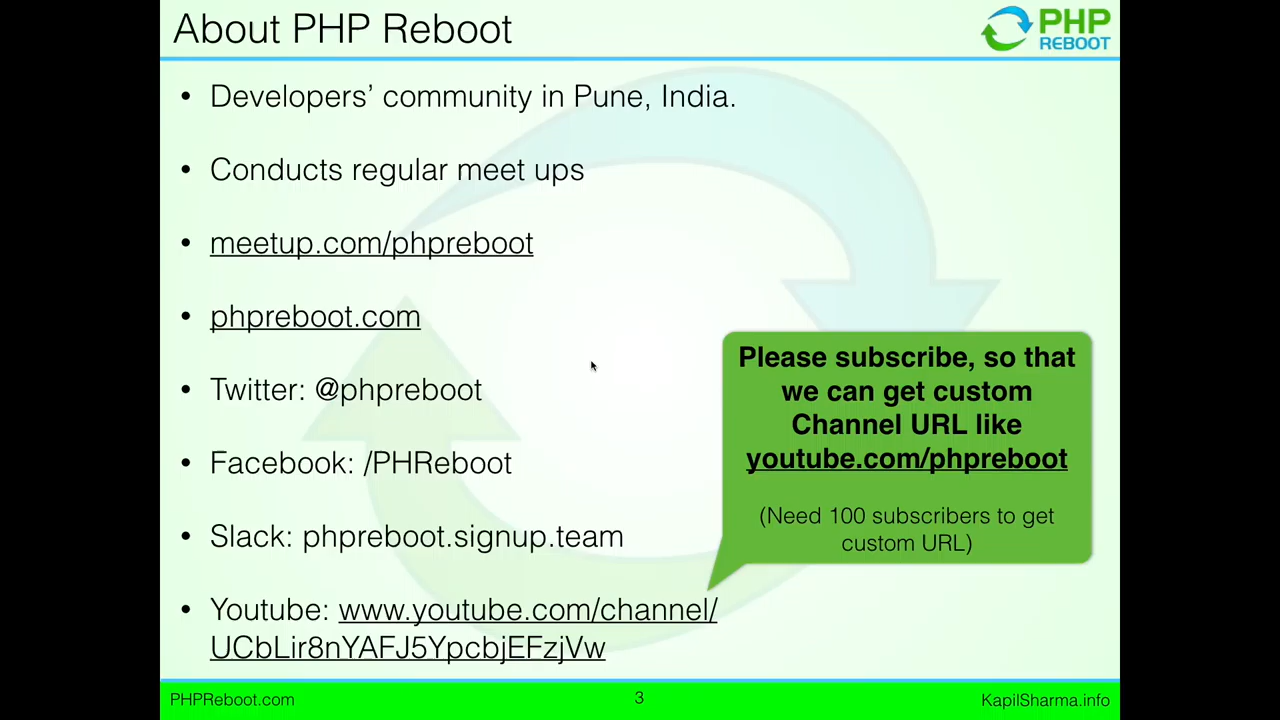 About PHP Reboot
PHP
REBOOT
• Developers’ community in Pune, India.
• Conducts regular meet ups
• meetup.com/phpreboot
• phpreboot.com
• Twitter: @phpreboot
• Facebook: /PHReboot
• Slack: phpreboot.signup.team
• Youtube: www.youtube.com/channel/
UCbLir8nYAFJ5YpcbjEFzjVw
Please subscribe, so that
we can get custom
Channel URL like
youtube.com/phpreboot
(Need 100 subscribers to get
custom URL)
PHPReboot.com
3
KapilSharma.info